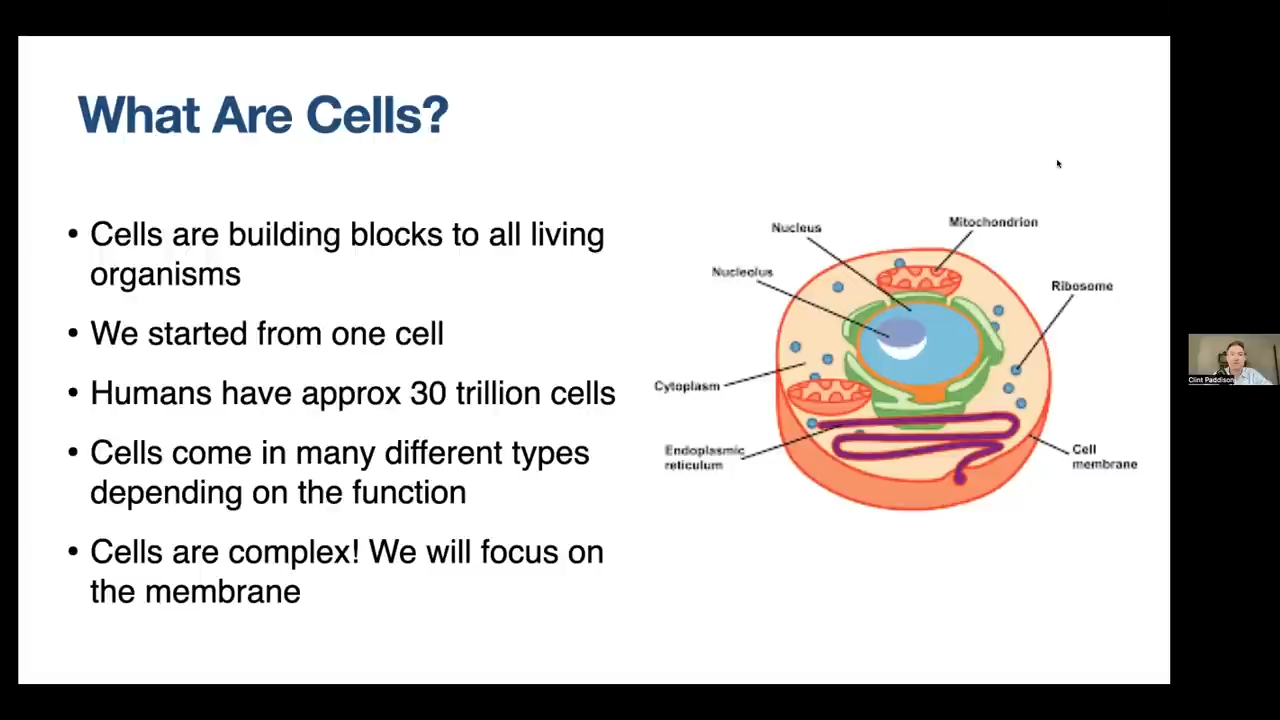 What Are Cells?
• Cells are building blocks to all living
organisms
• We started from one cell
• Humans have approx 30 trillion cells
• Cells come in many different types
depending on the function
• Cells are complex! We will focus on
the membrane
Nucleus
Mitochondrion
Nucleolus
Ribosome
Cytoplasm
Endoplasmic
reticulum
Cell
membrane
Clint Paddison